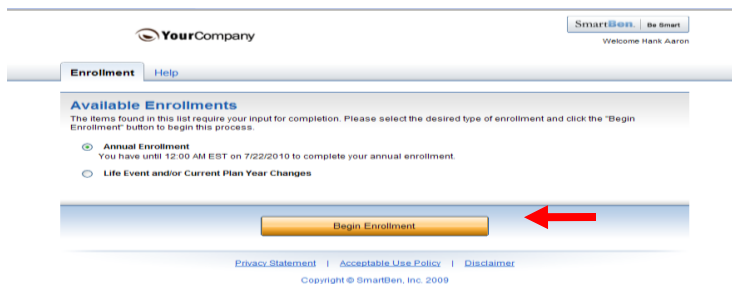 YourCompany
SmartBen. Be Smart
Welcome Hank Aaron
Enrollment Help
Available Enrollments
The items found in this list require your input for completion. Please select the desired type of enrollment and click the "Begin
Enrollment" button to begin this process.
Annual Enrollment
You have until 12:00 AM EST on 7/22/2010 to complete your annual enrollment.
Life Event and/or Current Plan Year Changes
Begin Enrollment
Privacy Statement | Acceptable Use Policy | Disclaimer
Copyright © SmartBen, Inc. 2009